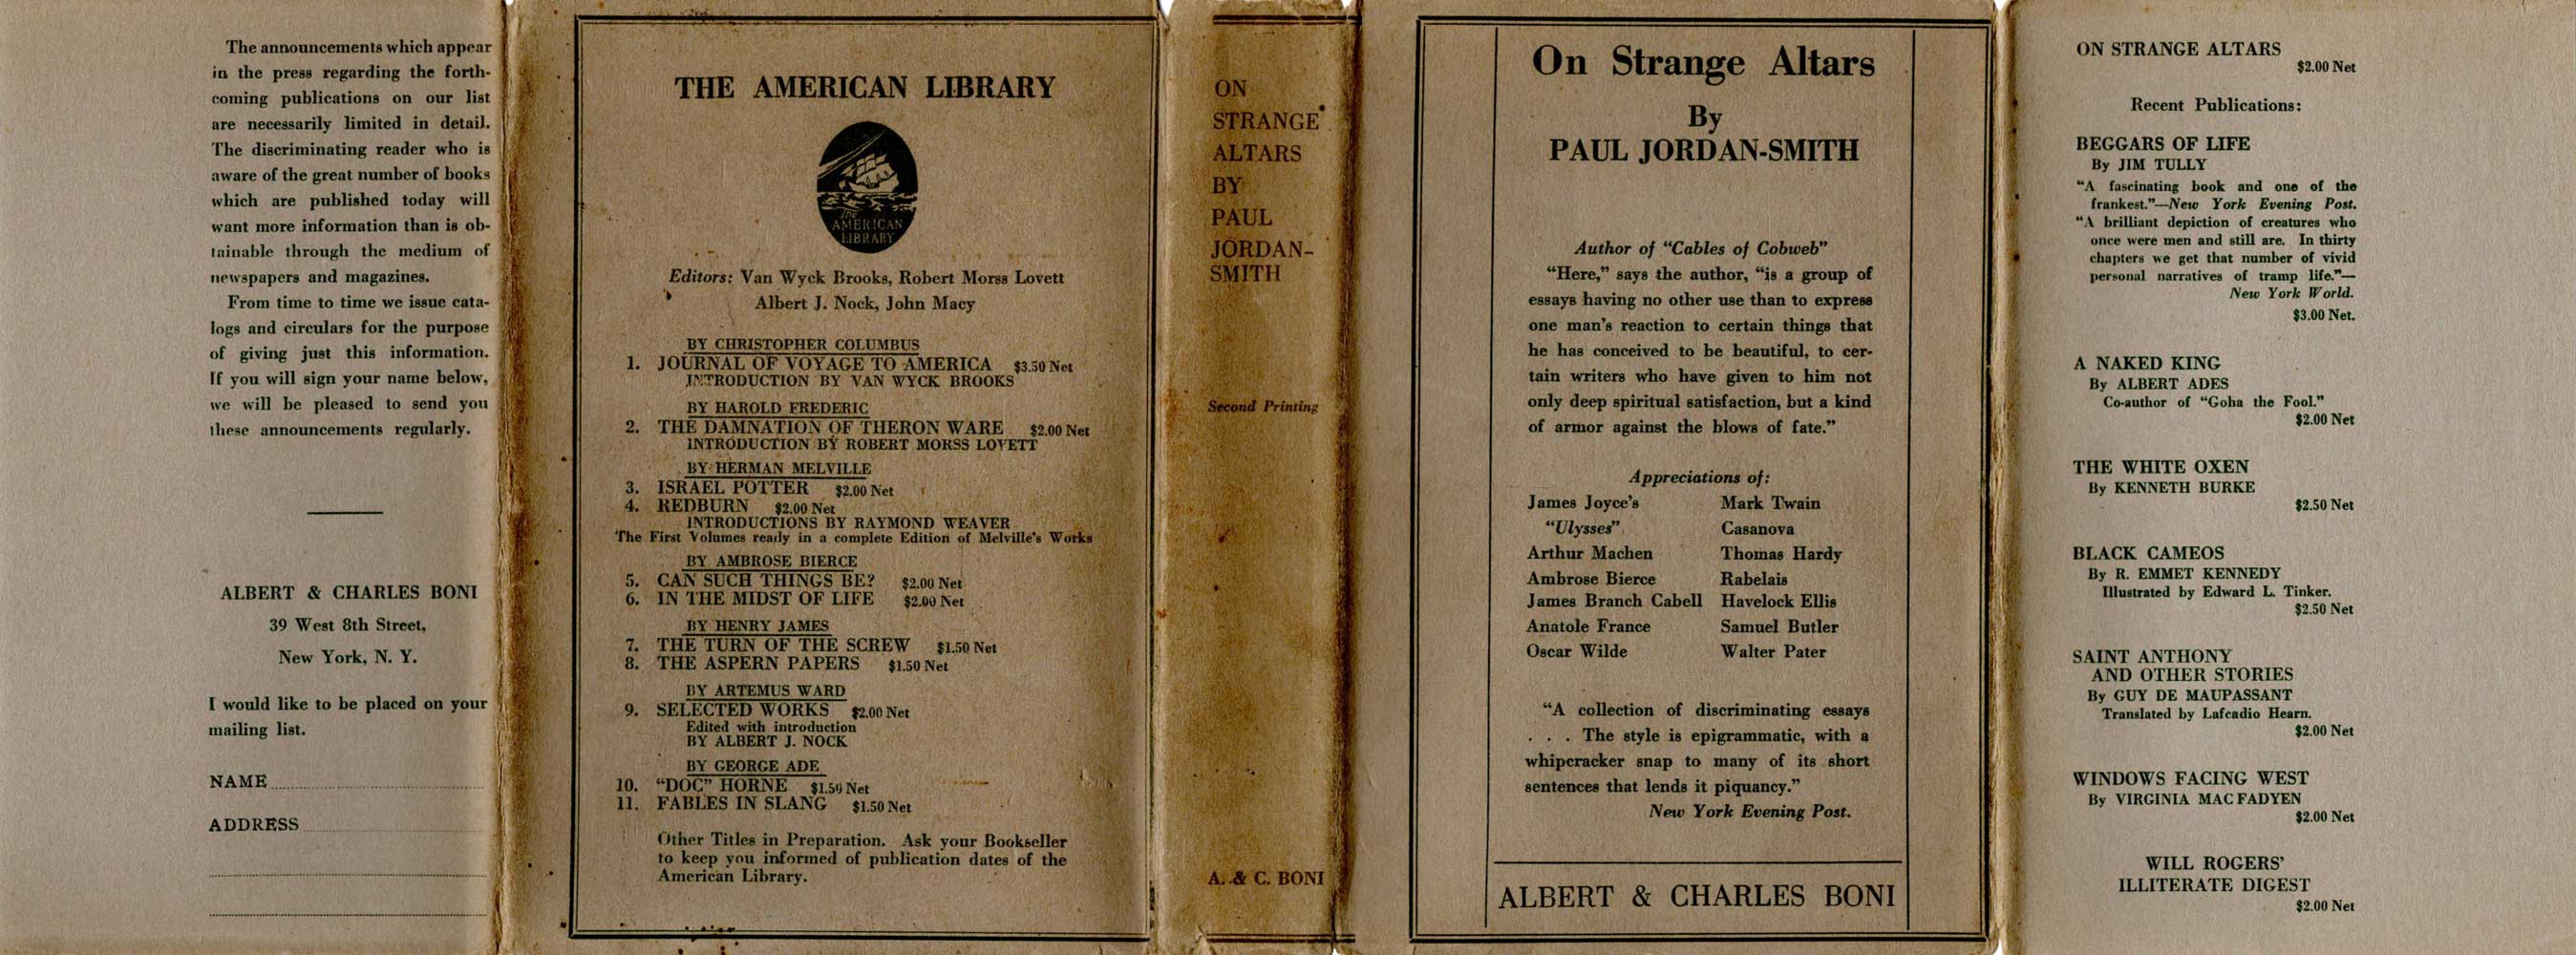 The announcements which appear
in the press regarding the forth-
coming publications on our list
are necessarily limited in detail.
The discriminating reader who is
aware of the great number of books
which are published today will
want more information than is ob-
tainable through the medium of
newspapers and magazines.
From time to time we issue cata-
logs and circulars for the purpose
of giving just this information.
If you will sign your name below,
we will be pleased to send you
these announcements regularly.
ALBERT & CHARLES BONI
39 West 8th Street,
New York, N. Y.
I would like to be placed on your
mailing list.
NAME
ADDRESS
THE AMERICAN LIBRARY
The
AMERICAN
LIBRARY
Editors: Van Wyck Brooks, Robert Morss Lovett
Albert J. Nock, John Macy
BY CHRISTOPHER COLUMBUS
1. JOURNAL OF VOYAGE TO AMERICA $3.50 Net
INTRODUCTION BY VAN WYCK BROOKS
BY HAROLD FREDERIC
2. THE DAMNATION OF THERON WARE $2.00 Net
INTRODUCTION BY ROBERT MORSS LOVETT
BY HERMAN MELVILLE
3. ISRAEL POTTER $2.00 Net
4. REDBURN $2.00 Net
INTRODUCTIONS BY RAYMOND WEAVER
The First Volumes ready in a complete Edition of Melville's Works
BY AMBROSE BIERCE
5. CAN SUCH THINGS BE? $2.00 Net
6. IN THE MIDST OF LIFE $2.00 Net
BY HENRY JAMES
7. THE TURN OF THE SCREW $1.50 Net
8. THE ASPERN PAPERS $1.50 Net
BY ARTEMUS WARD
9. SELECTED WORKS $2.00 Net
Edited with introduction
BY ALBERT J. NOCK
BY GEORGE ADE
10. “DOC” HORNE $1.50 Net
11. FABLES IN SLANG $1.50 Net
Other Titles in Preparation. Ask your Bookseller
to keep you informed of publication dates of the
American Library.
ON
STRANGE
ALTARS
BY
PAUL
JORDAN-
SMITH
Second Printing
A. & C. BONI
On Strange Altars
By
PAUL JORDAN-SMITH
Author of “Cables of Cobweb”
“Here,” says the author, “is a group of
essays having no other use than to express
one man's reaction to certain things that
he has conceived to be beautiful, to cer-
tain writers who have given to him not
only deep spiritual satisfaction, but a kind
of armor against the blows of fate.”
Appreciations of:
James Joyce's Mark Twain
“Ulysses” Casanova
Arthur Machen Thomas Hardy
Ambrose Bierce Rabelais
James Branch Cabell Havelock Ellis
Anatole France Samuel Butler
Oscar Wilde Walter Pater
“A collection of discriminating essays
. . . The style is epigrammatic, with a
whipcracker snap to many of its short
sentences that lends it piquancy.”
New York Evening Post.
ALBERT & CHARLES BONI
ON STRANGE ALTARS
$2.00 Net
Recent Publications:
BEGGARS OF LIFE
By JIM TULLY
“A fascinating book and one of the
frankest.”—New York Evening Post.
“A brilliant depiction of creatures who
once were men and still are. In thirty
chapters we get that number of vivid
personal narratives of tramp life.”—
New York World.
$3.00 Net.
A NAKED KING
By ALBERT ADES
Co-author of “Goha the Fool.”
$2.00 Net
THE WHITE OXEN
By KENNETH BURKE
$2.50 Net
BLACK CAMEOS
By R. EMMET KENNEDY
Illustrated by Edward L. Tinker.
$2.50 Net
SAINT ANTHONY
AND OTHER STORIES
By GUY DE MAUPASSANT
Translated by Lafcadio Hearn.
$2.00 Net
WINDOWS FACING WEST
By VIRGINIA MAC FADYEN
$2.00 Net
WILL ROGERS'
ILLITERATE DIGEST
$2.00 Net